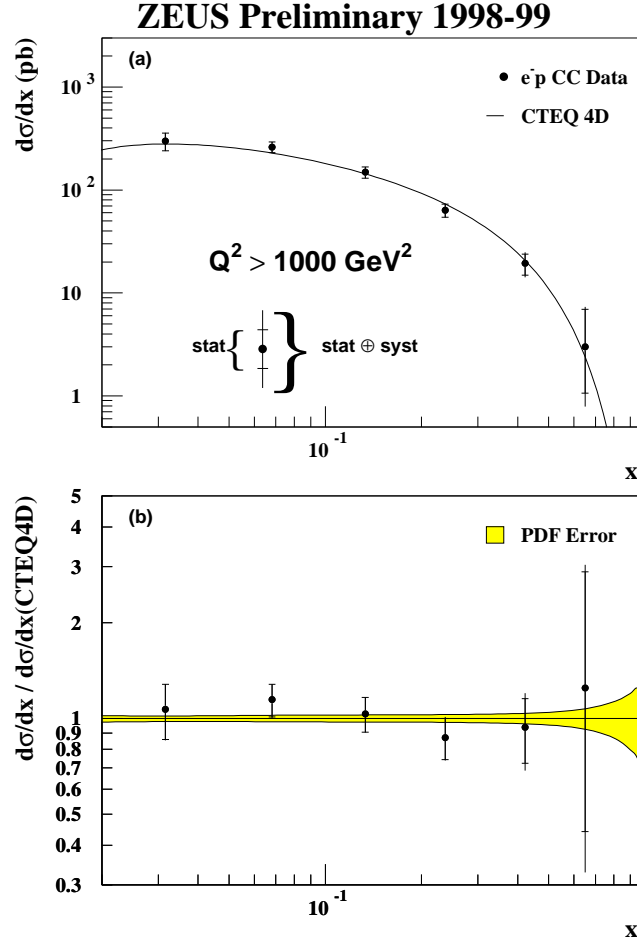 ZEUS Preliminary 1998-99
(a)
dσ/dx (pb)
e⁻p CC Data
CTEQ 4D
10³
10²
10
1
Q² > 1000 GeV²
stat { } stat ⊕ syst
10⁻¹
x
(b)
dσ/dx / dσ/dx(CTEQ4D)
PDF Error
5
4
3
2
1
0.9
0.8
0.7
0.6
0.5
0.4
0.3
10⁻¹
x